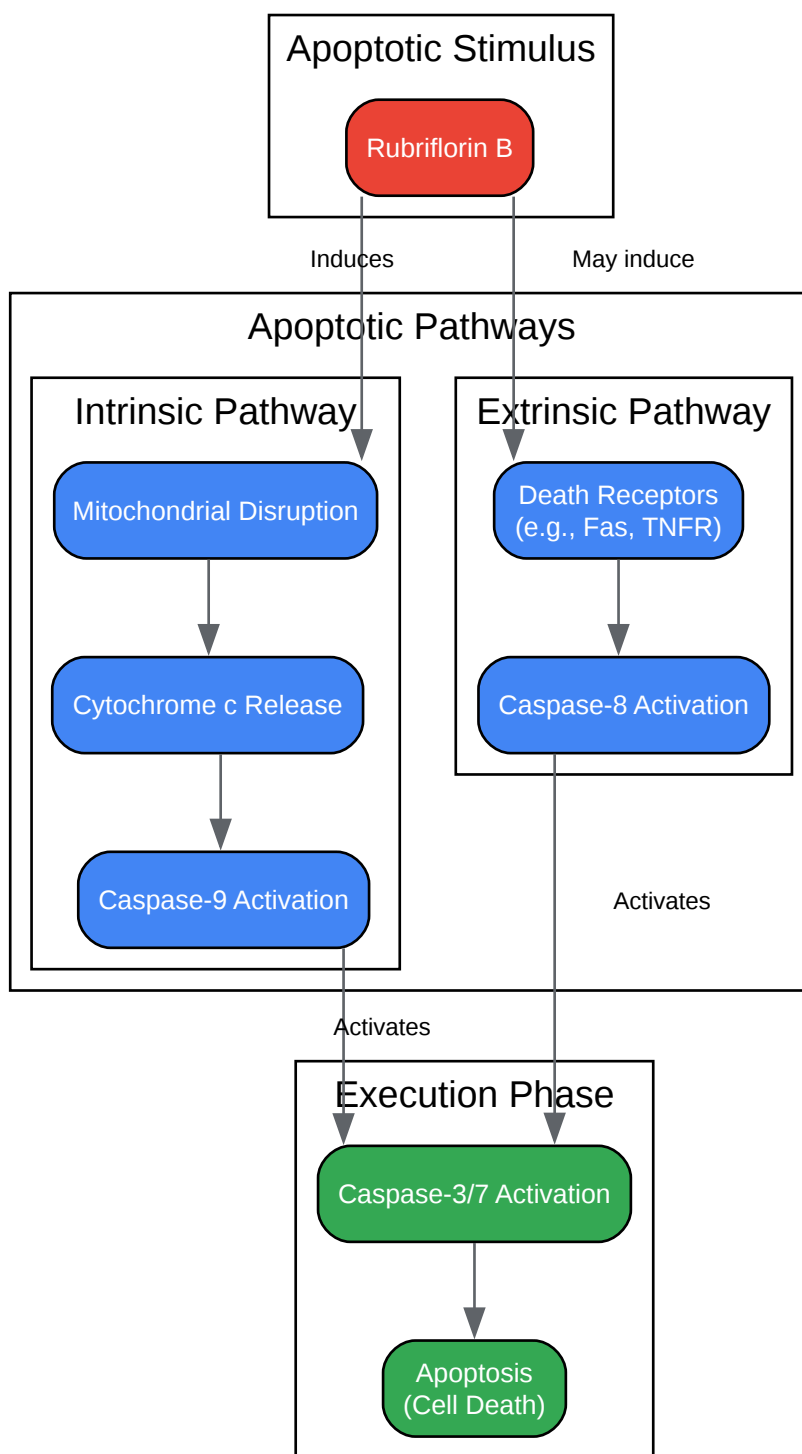 Apoptotic Stimulus
Rubriflorin B
Induces
May induce
Apoptotic Pathways
Intrinsic Pathway
Extrinsic Pathway
Mitochondrial Disruption
Death Receptors
(e.g., Fas, TNFR)
Cytochrome c Release
Caspase-8 Activation
Caspase-9 Activation
Activates
Activates
Execution Phase
Caspase-3/7 Activation
Apoptosis
(Cell Death)